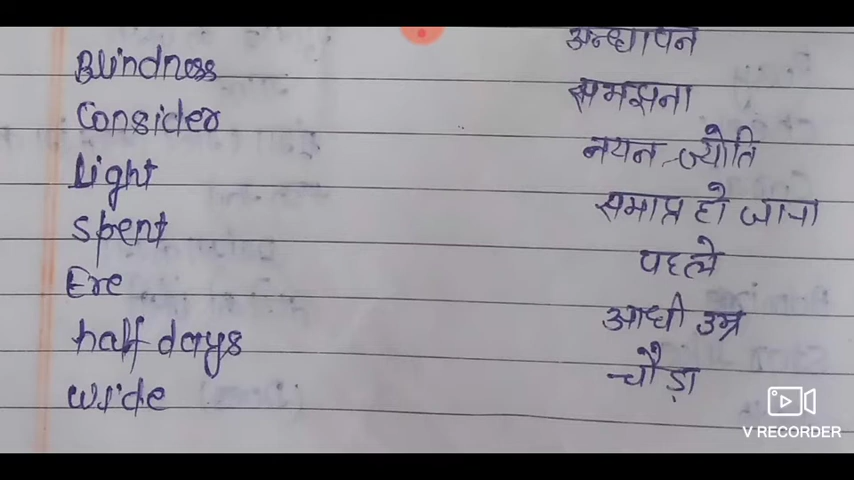 Blindness अन्धापन
Consider समझना
Light नयन-ज्योति
spent समाप्त हो जाना
Ere पहले
half days आधी उम्र
wide चौड़ा
V RECORDER